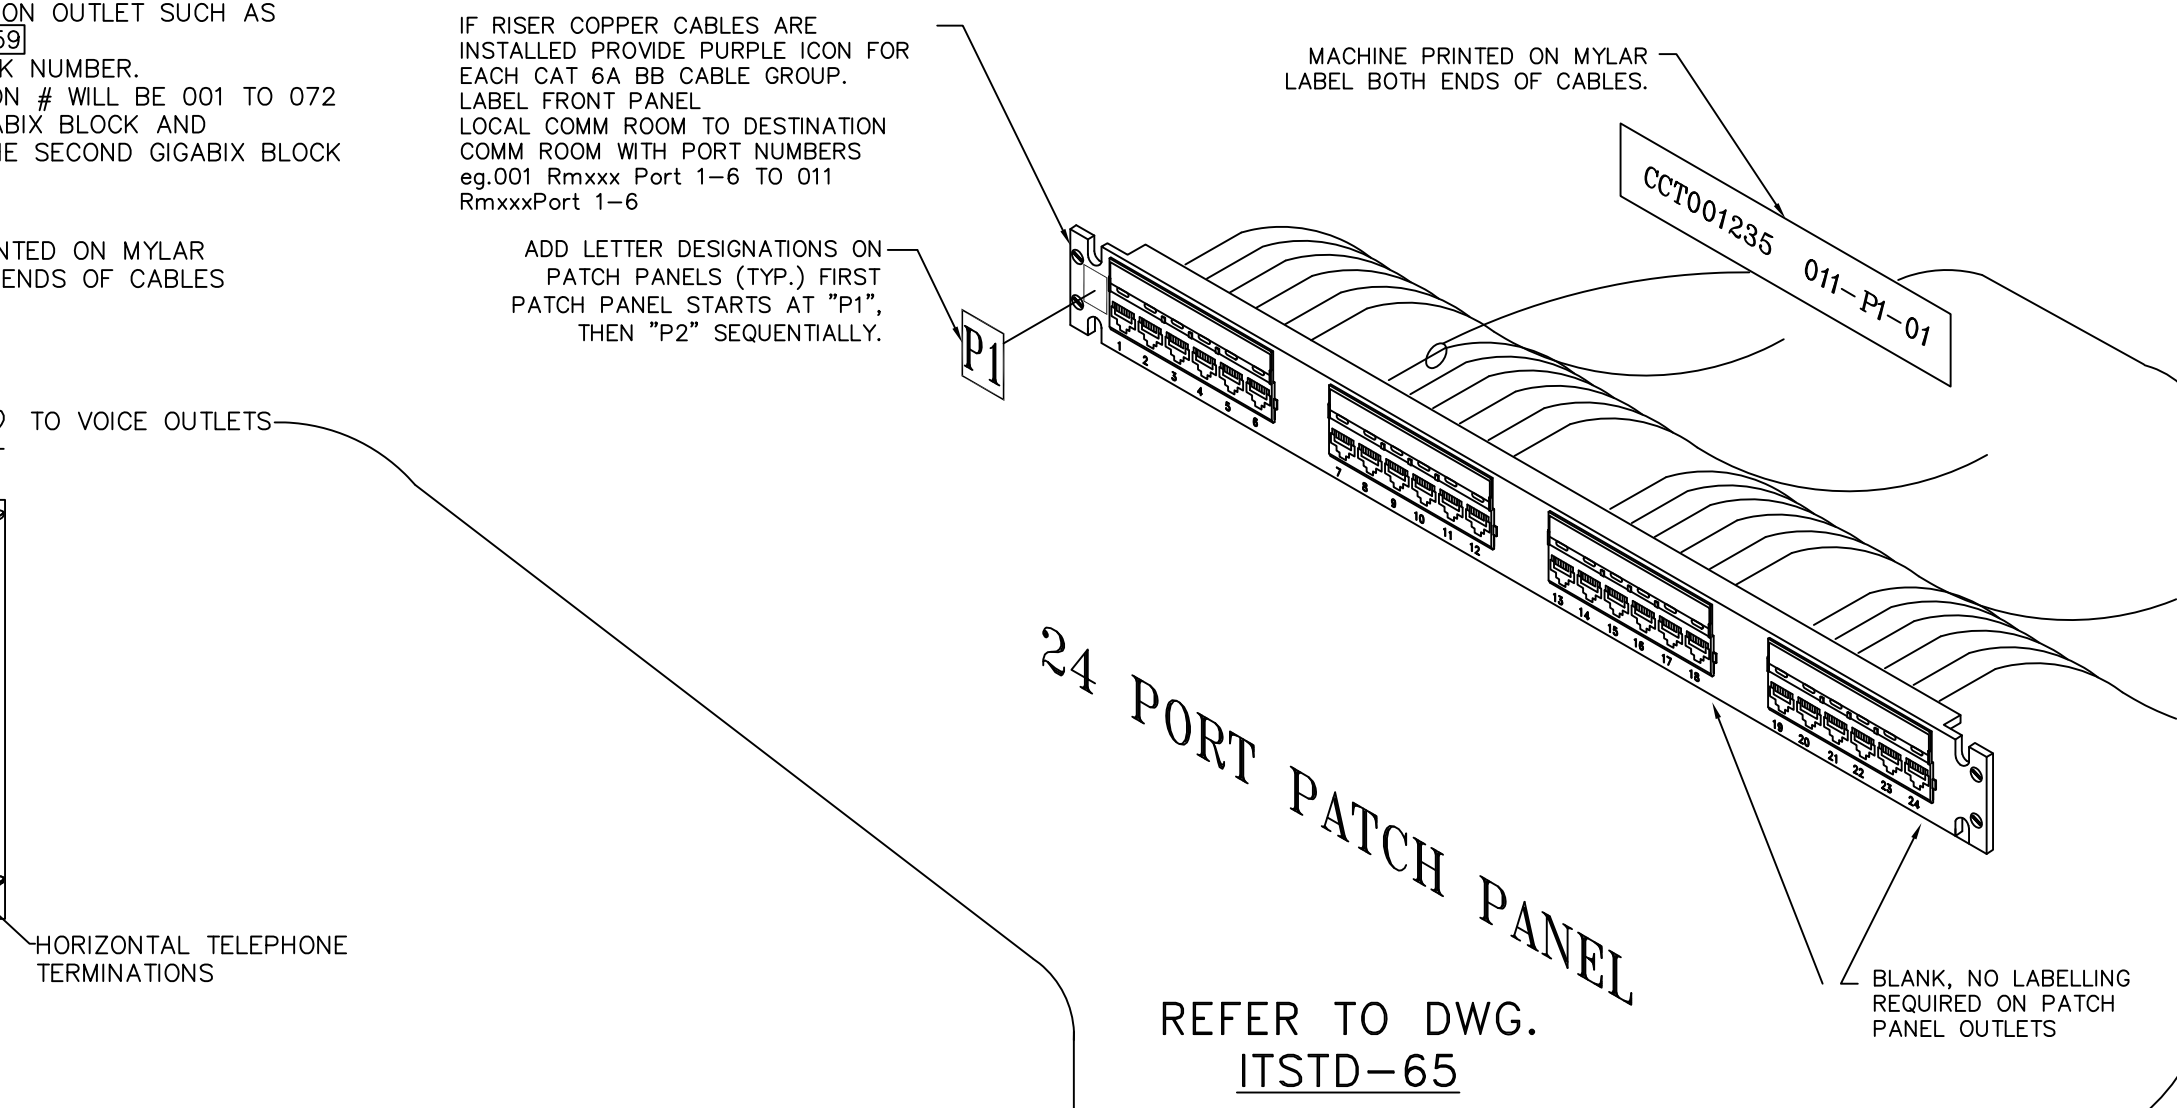 ON OUTLET SUCH AS
59
K NUMBER.
ON # WILL BE 001 TO 072
ABIX BLOCK AND
HE SECOND GIGABIX BLOCK
NTED ON MYLAR
ENDS OF CABLES
TO VOICE OUTLETS
HORIZONTAL TELEPHONE
TERMINATIONS
IF RISER COPPER CABLES ARE
INSTALLED PROVIDE PURPLE ICON FOR
EACH CAT 6A BB CABLE GROUP.
LABEL FRONT PANEL
LOCAL COMM ROOM TO DESTINATION
COMM ROOM WITH PORT NUMBERS
eg.001 Rmxxx Port 1-6 TO 011
RmxxxPort 1-6
ADD LETTER DESIGNATIONS ON
PATCH PANELS (TYP.) FIRST
PATCH PANEL STARTS AT "P1",
THEN "P2" SEQUENTIALLY.
P1
MACHINE PRINTED ON MYLAR
LABEL BOTH ENDS OF CABLES.
CCT001235 011-P1-01
1 2 3 4 5 6
7 8 9 10 11 12
13 14 15 16 17 18
19 20 21 22 23 24
24 PORT PATCH PANEL
REFER TO DWG.
ITSTD-65
BLANK, NO LABELLING
REQUIRED ON PATCH
PANEL OUTLETS